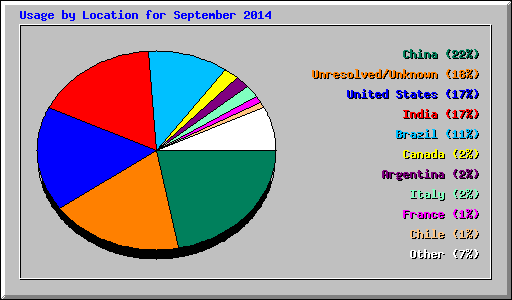 Usage by Location for September 2014
China (22%)
Unresolved/Unknown (18%)
United States (17%)
India (17%)
Brazil (11%)
Canada (2%)
Argentina (2%)
Italy (2%)
France (1%)
Chile (1%)
Other (7%)